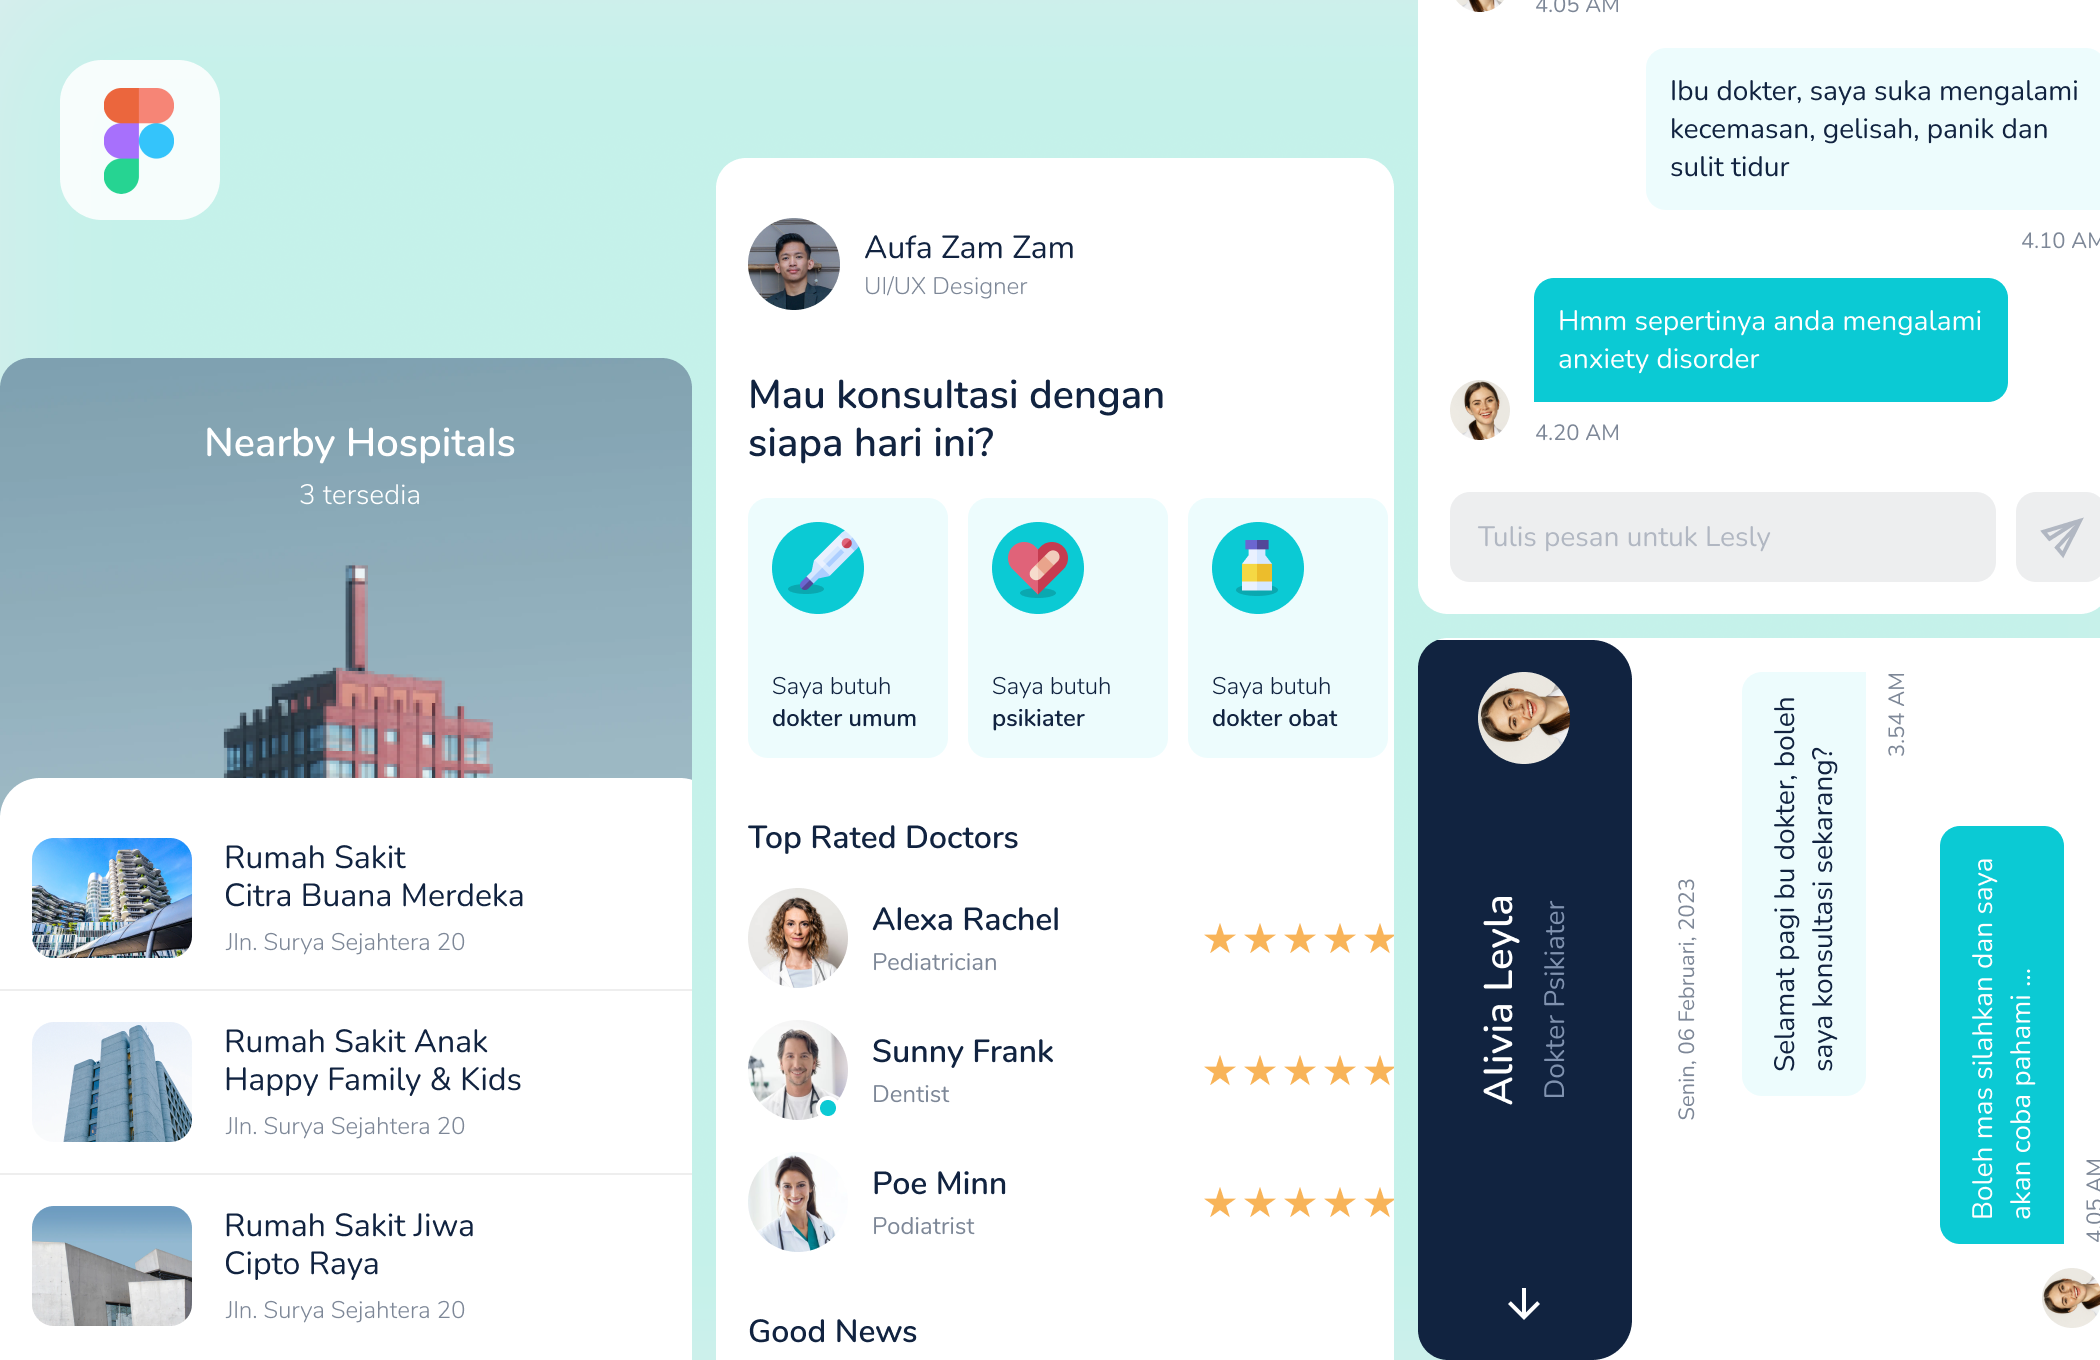 Nearby Hospitals
3 tersedia
Rumah Sakit
Citra Buana Merdeka
Jln. Surya Sejahtera 20
Rumah Sakit Anak
Happy Family & Kids
Jln. Surya Sejahtera 20
Rumah Sakit Jiwa
Cipto Raya
Jln. Surya Sejahtera 20
Aufa Zam Zam
UI/UX Designer
Mau konsultasi dengan
siapa hari ini?
Saya butuh
dokter umum
Saya butuh
psikiater
Saya butuh
dokter obat
Top Rated Doctors
Alexa Rachel
Pediatrician
Sunny Frank
Dentist
Poe Minn
Podiatrist
Good News
4.05 AM
Ibu dokter, saya suka mengalami
kecemasan, gelisah, panik dan
sulit tidur
4.10 AM
Hmm sepertinya anda mengalami
anxiety disorder
4.20 AM
Tulis pesan untuk Lesly
Alivia Leyla
Dokter Psikiater
Senin, 06 Februari, 2023
Selamat pagi bu dokter, boleh
saya konsultasi sekarang?
3.54 AM
Boleh mas silahkan dan saya
akan coba pahami ...
4.05 AM